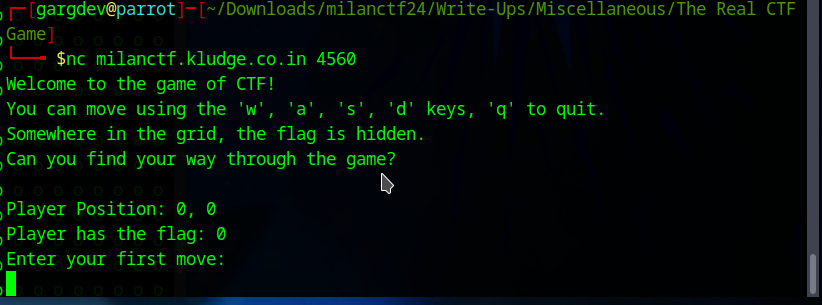 ┌─[gargdev@parrot]─[~/Downloads/milanctf24/Write-Ups/Miscellaneous/The Real CTF
Game]
└──╼ $nc milanctf.kludge.co.in 4560
Welcome to the game of CTF!
You can move using the 'w', 'a', 's', 'd' keys, 'q' to quit.
Somewhere in the grid, the flag is hidden.
Can you find your way through the game?
Player Position: 0, 0
Player has the flag: 0
Enter your first move: